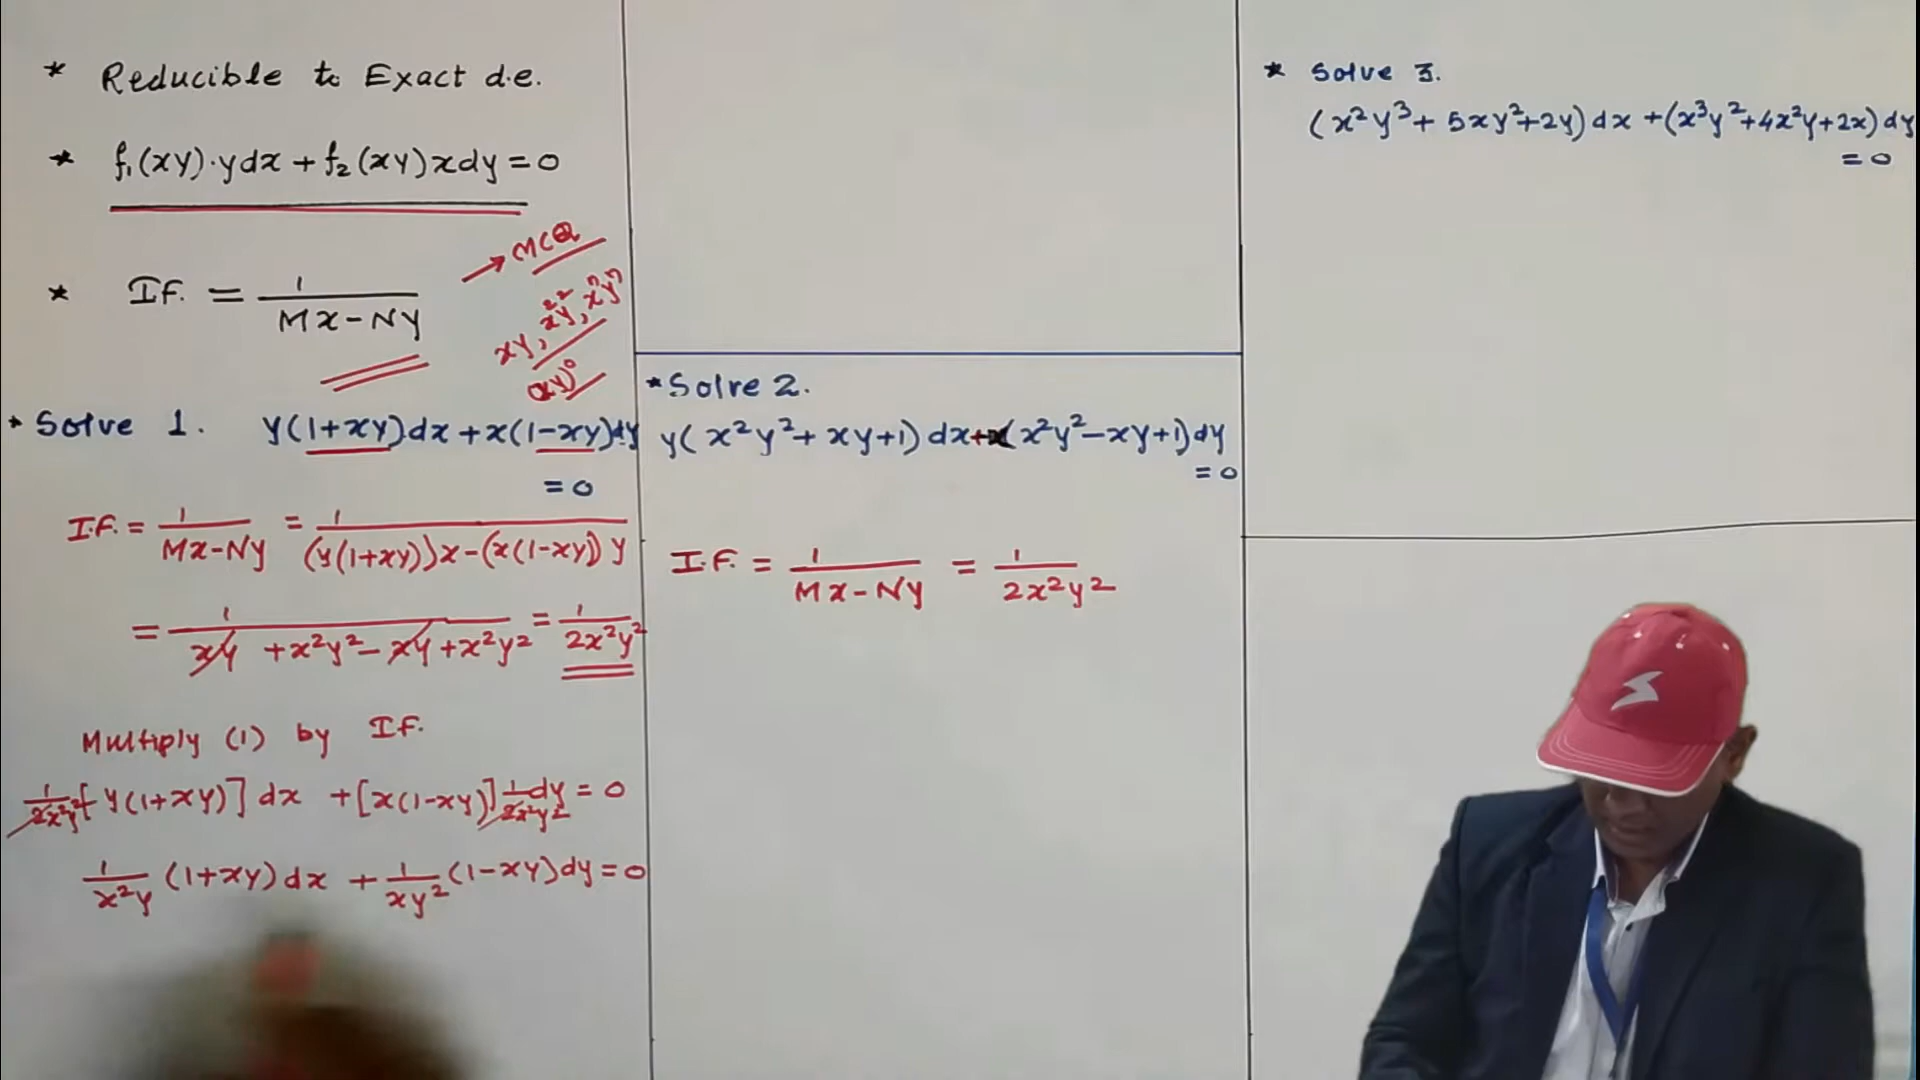 * Reducible to Exact d.e.
* f₁(xy)·ydx + f₂(xy)xdy = 0
→ MCQ
* I.F. = 1/(Mx-Ny)
xy, x²y², xⁿyⁿ
(xy)⁰
* Solve 1. y(1+xy)dx + x(1-xy)dy
= 0
I.F. = 1/(Mx-Ny) = 1/((y(1+xy))x-(x(1-xy))y)
= 1/(xy + x²y² - xy + x²y²) = 1/(2x²y²)
Multiply (1) by I.F.
1/(2x²y²)[y(1+xy)]dx + [x(1-xy)]1/(2x²y²)dy = 0
1/(x²y)(1+xy)dx + 1/(xy²)(1-xy)dy = 0
* Solve 2.
y(x²y²+xy+1)dx+x(x²y²-xy+1)dy
= 0
I.F. = 1/(Mx-Ny) = 1/(2x²y²)
* Solve 3.
(x²y³+5xy²+2y)dx+(x³y²+4x²y+2x)dy
= 0